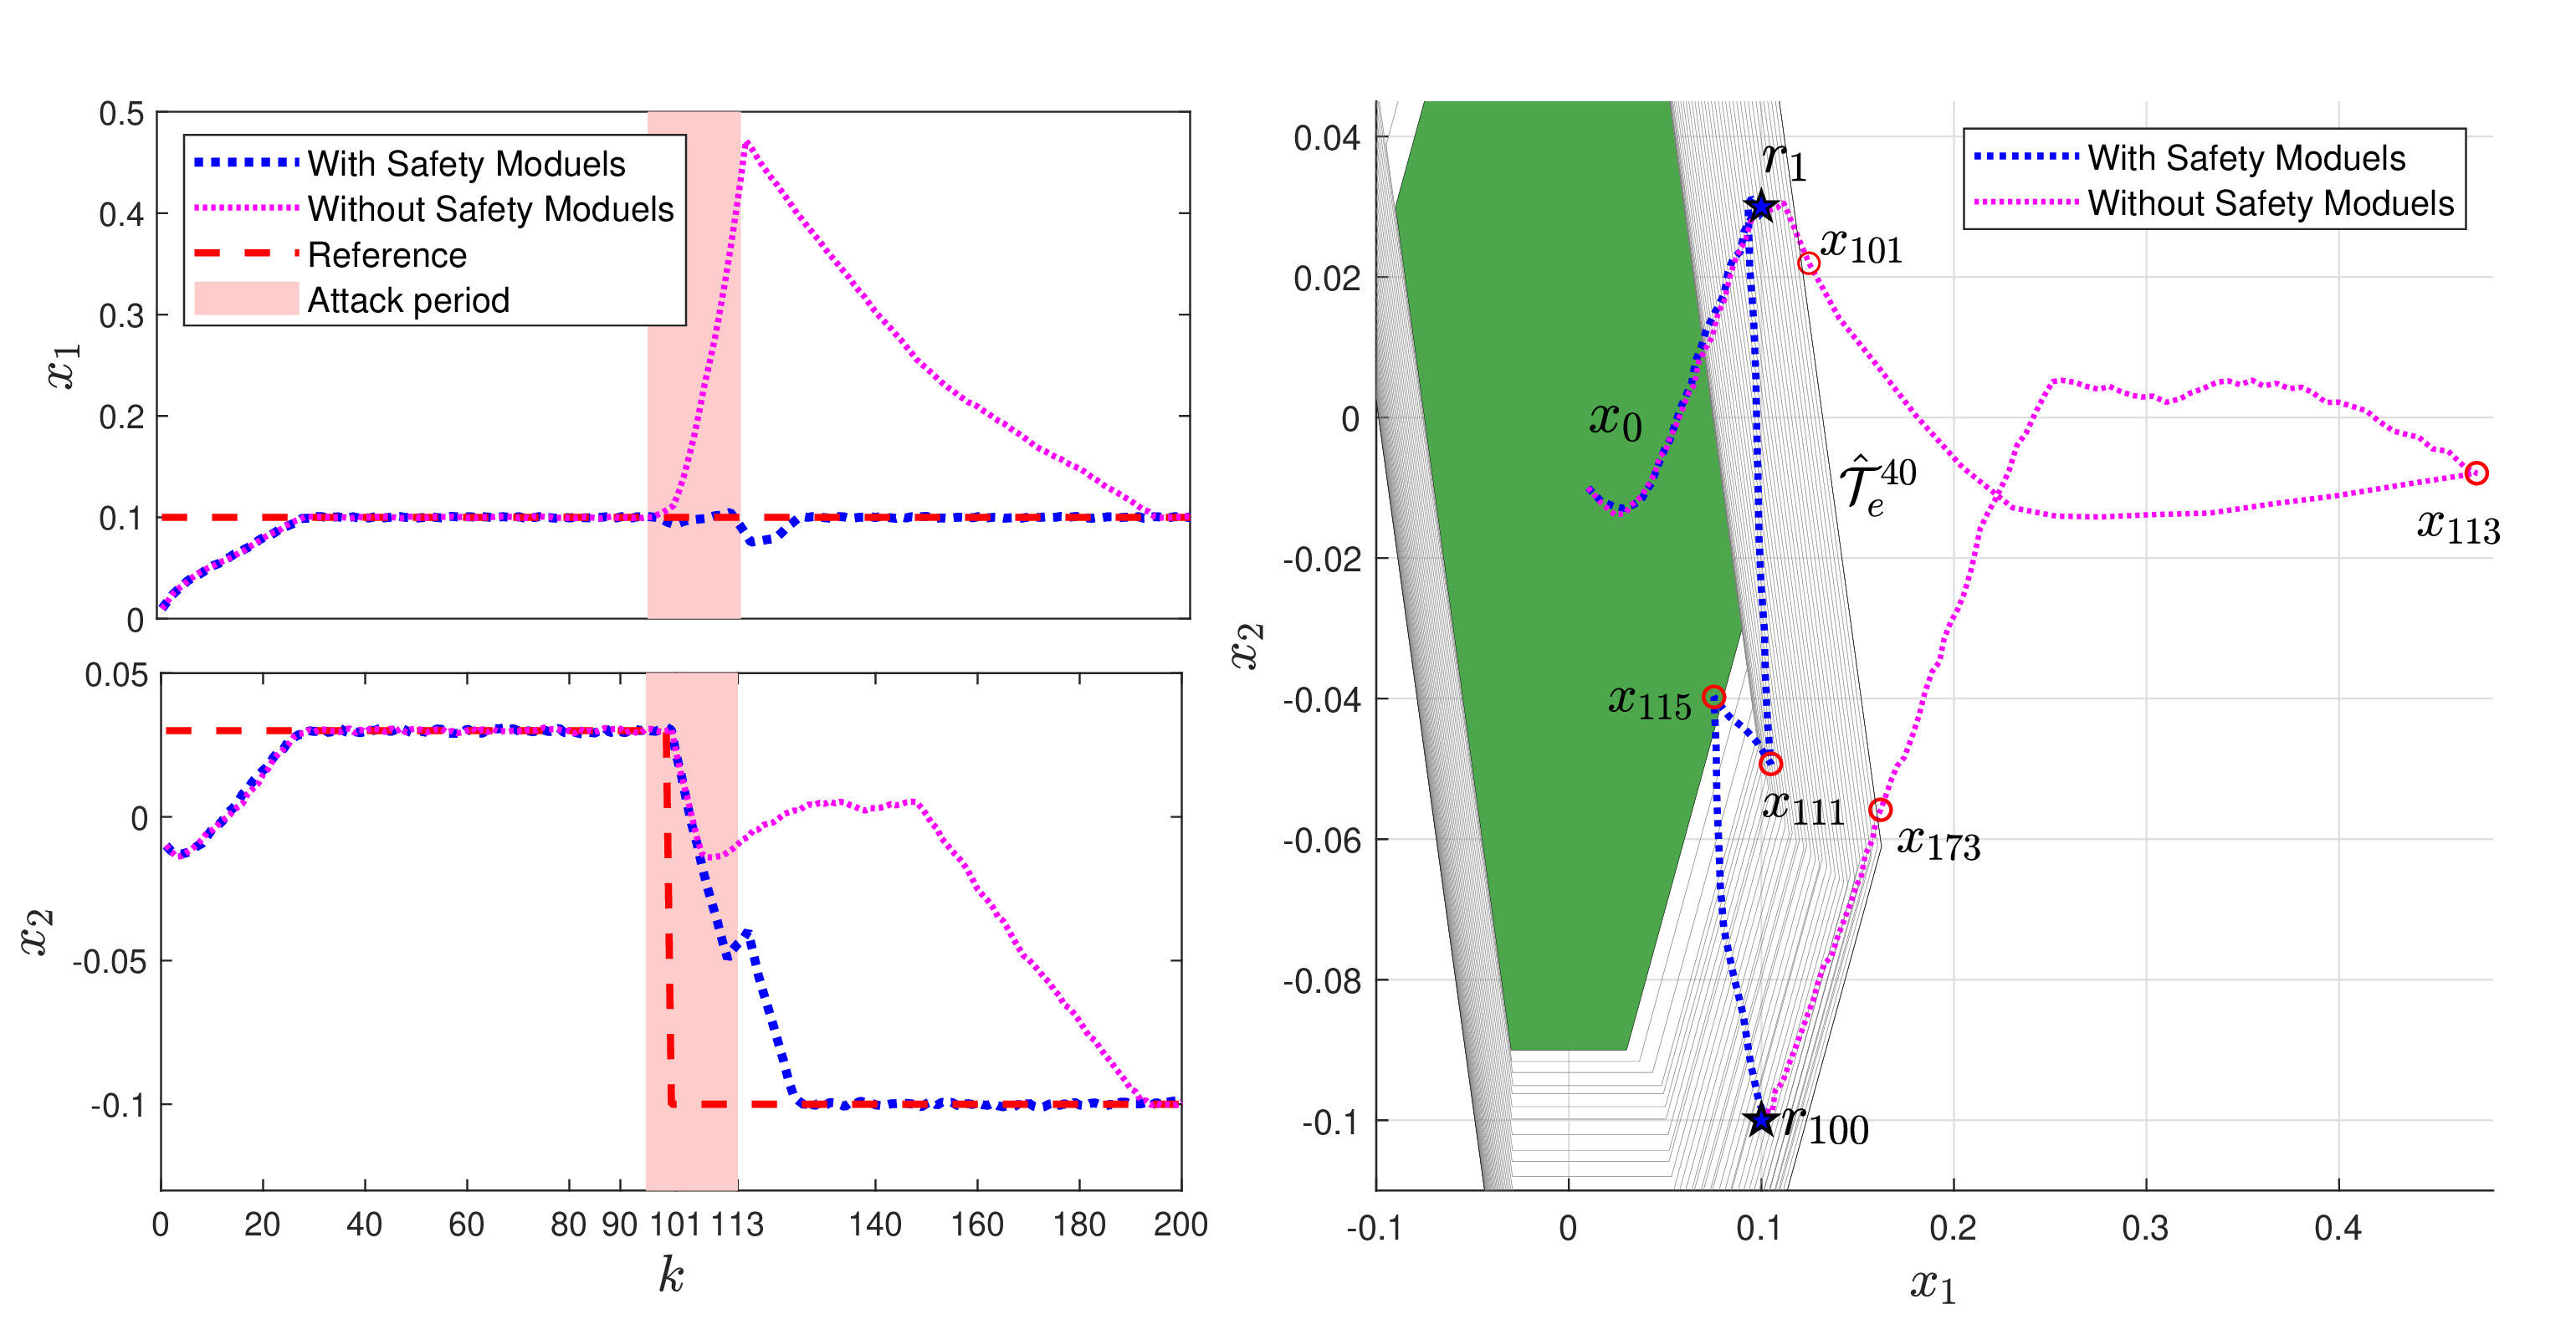 0.5
0.4
0.3
0.2
0.1
0
x₁
With Safety Moduels
Without Safety Moduels
Reference
Attack period
0.05
0
-0.05
-0.1
x₂
0 20 40 60 80 90 101 113 140 160 180 200
k
0.04
0.02
0
-0.02
-0.04
-0.06
-0.08
-0.1
x₂
With Safety Moduels
Without Safety Moduels
r₁
x₁₀₁
x₀
𝒯̂ₑ⁴⁰
x₁₁₃
x₁₁₅
x₁₁₁
x₁₇₃
r₁₀₀
-0.1 0 0.1 0.2 0.3 0.4
x₁